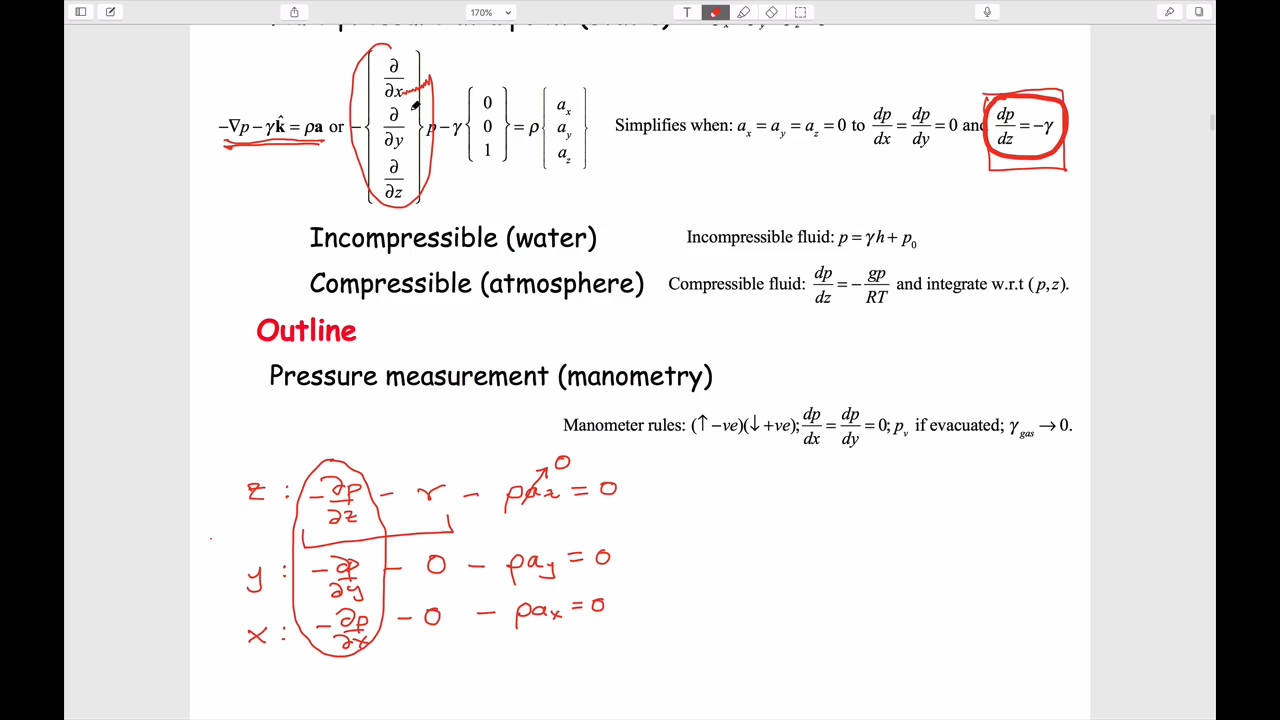 170%
T
−∇p − γk̂ = ρa or − { ∂/∂x ∂/∂y ∂/∂z } p − γ { 0 0 1 } = ρ { a_x a_y a_z } Simplifies when: a_x = a_y = a_z = 0 to dp/dx = dp/dy = 0 and dp/dz = −γ
Incompressible (water) Incompressible fluid: p = γh + p_0
Compressible (atmosphere) Compressible fluid: dp/dz = − gp/RT and integrate w.r.t (p,z).
Outline
Pressure measurement (manometry)
Manometer rules: (↑ −ve)(↓ +ve); dp/dx = dp/dy = 0; p_v if evacuated; γ_gas → 0.
z : −∂p/∂z − γ − ρa_z = 0 → 0
y : −∂p/∂y − 0 − ρa_y = 0
x : −∂p/∂x − 0 − ρa_x = 0